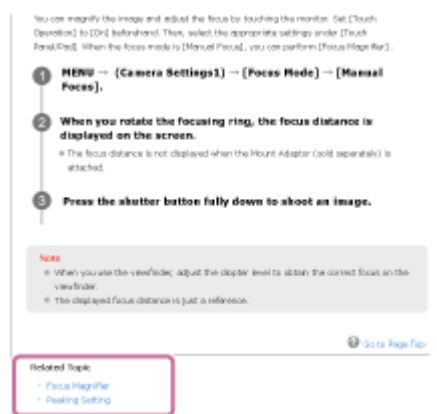 You can magnify the image and adjust the focus by touching the monitor. Set [Touch
Operation] to [On] beforehand. Then, select the appropriate settings under [Touch
Panel/Pad]. When the focus mode is [Manual Focus], you can perform [Focus Magnifier].
1 MENU → (Camera Settings1) → [Focus Mode] → [Manual
Focus].
2 When you rotate the focusing ring, the focus distance is
displayed on the screen.
The focus distance is not displayed when the Mount Adaptor (sold separately) is
attached.
3 Press the shutter button fully down to shoot an image.
Note
When you use the viewfinder, adjust the diopter level to obtain the correct focus on the
viewfinder.
The displayed focus distance is just a reference.
Go to Page Top
Related Topic
Focus Magnifier
Peaking Setting